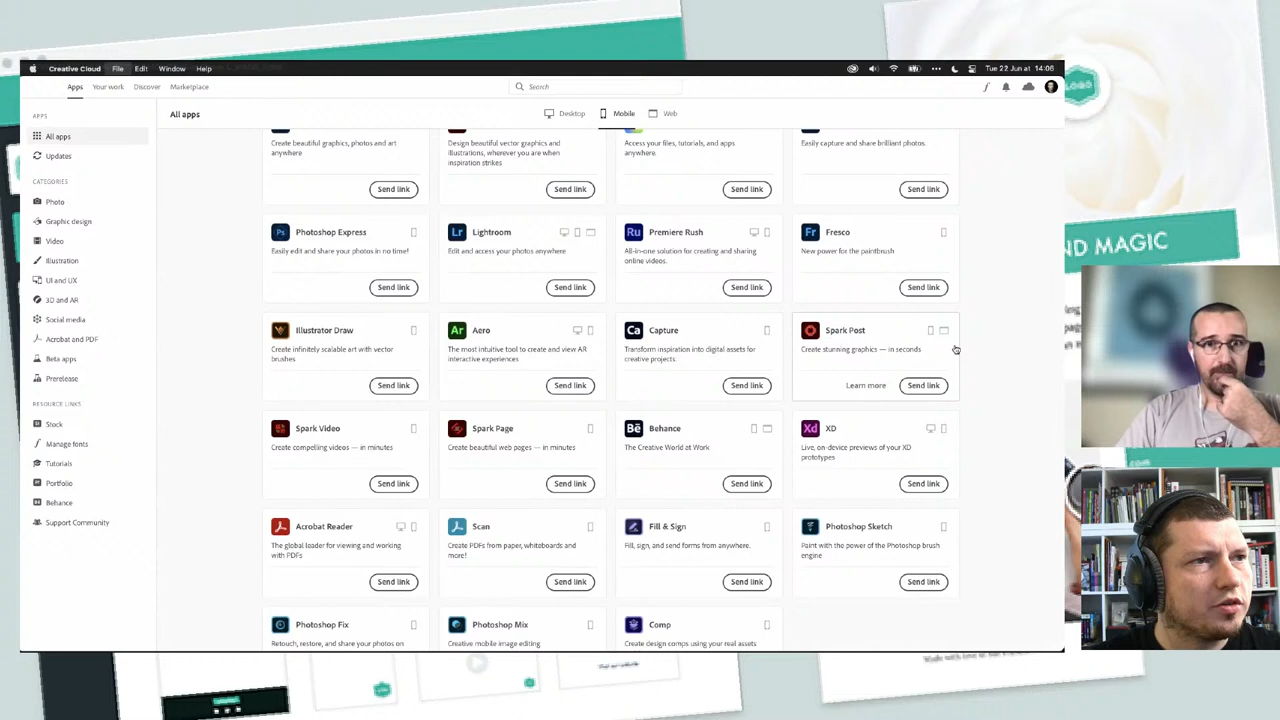 Creative Cloud File Edit Window Help
Tue 22 Jun at 14:06
Apps Your work Discover Marketplace
Search
APPS
All apps
Updates
CATEGORIES
Photo
Graphic design
Video
Illustration
UI and UX
3D and AR
Social media
Acrobat and PDF
Beta apps
Prerelease
RESOURCE LINKS
Stock
Manage fonts
Tutorials
Portfolio
Behance
Support Community
All apps
Desktop Mobile Web
Create beautiful graphics, photos and art
anywhere
Send link
Design beautiful vector graphics and
illustrations, wherever you are when
inspiration strikes
Send link
Access your files, tutorials, and apps
anywhere.
Send link
Easily capture and share brilliant photos.
Send link
Ps Photoshop Express
Easily edit and share your photos in no time!
Send link
Lr Lightroom
Edit and access your photos anywhere
Send link
Ru Premiere Rush
All-in-one solution for creating and sharing
online videos.
Send link
Fr Fresco
New power for the paintbrush
Send link
Illustrator Draw
Create infinitely scalable art with vector
brushes
Send link
Ar Aero
The most intuitive tool to create and view AR
interactive experiences
Send link
Ca Capture
Transform inspiration into digital assets for
creative projects.
Send link
Spark Post
Create stunning graphics — in seconds
Learn more Send link
Spark Video
Create compelling videos — in minutes
Send link
Spark Page
Create beautiful web pages — in minutes
Send link
Bē Behance
The Creative World at Work
Send link
Xd XD
Live, on-device previews of your XD
prototypes
Send link
Acrobat Reader
The global leader for viewing and working
with PDFs
Send link
Scan
Create PDFs from paper, whiteboards and
more!
Send link
Fill & Sign
Fill, sign, and send forms from anywhere.
Send link
Photoshop Sketch
Paint with the power of the Photoshop brush
engine
Send link
Photoshop Fix
Retouch, restore, and share your photos on
Photoshop Mix
Creative mobile image editing
Comp
Create design comps using your real assets
ND MAGIC